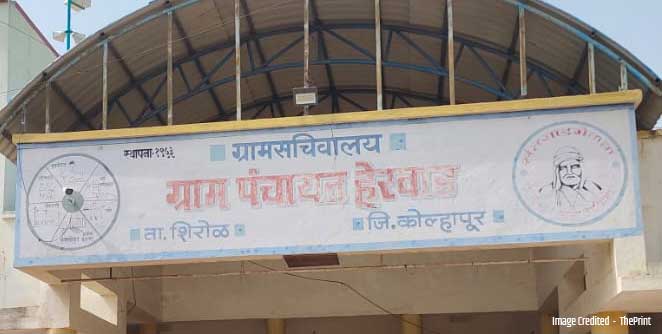 स्थापना-१९५३
ग्रामसचिवालय
ग्राम पंचायत हेरवाड
ता. शिरोळ
जि. कोल्हापूर
Image Credited - ThePrint